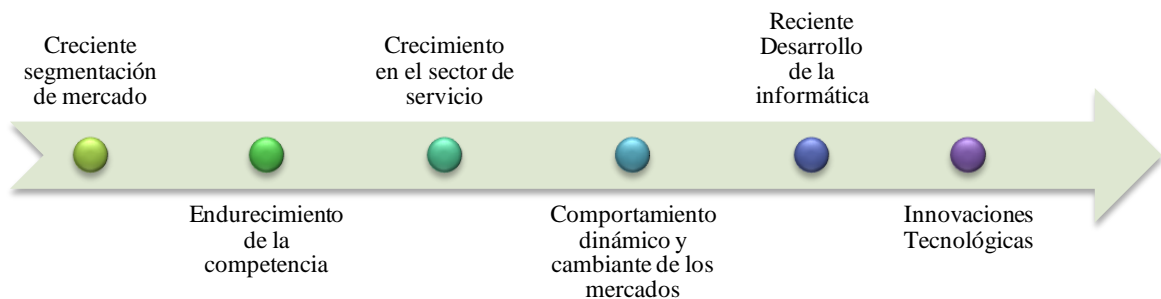 Creciente
segmentación
de mercado
Endurecimiento
de la
competencia
Crecimiento
en el sector de
servicio
Comportamiento
dinámico y
cambiante de los
mercados
Reciente
Desarrollo
de la
informática
Innovaciones
Tecnológicas